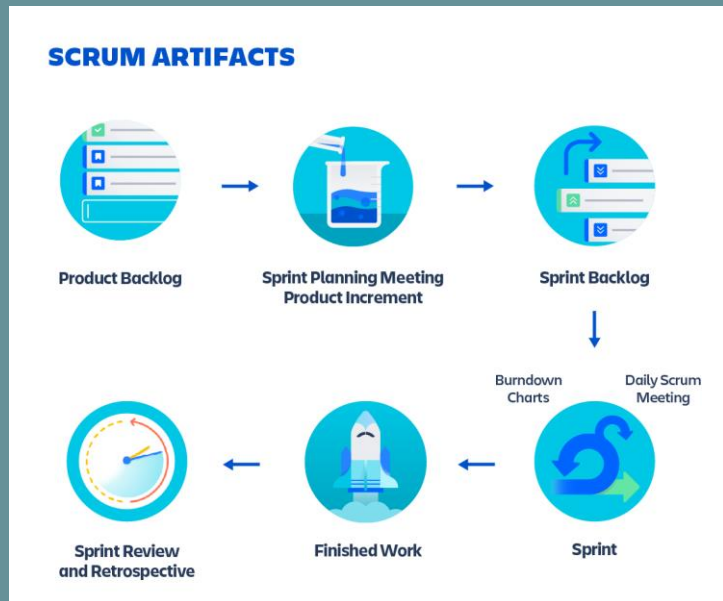 SCRUM ARTIFACTS
Product Backlog
Sprint Planning Meeting
Product Increment
Sprint Backlog
Burndown
Charts
Daily Scrum
Meeting
Sprint Review
and Retrospective
Finished Work
Sprint